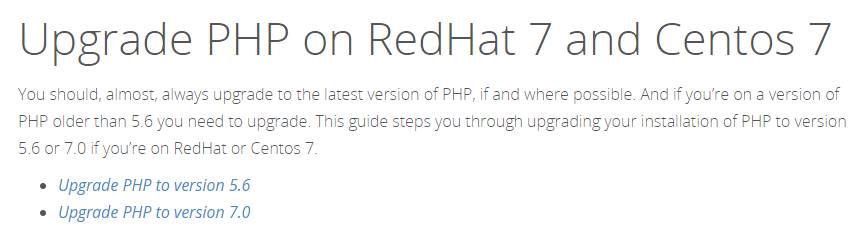 Upgrade PHP on RedHat 7 and Centos 7
You should, almost, always upgrade to the latest version of PHP, if and where possible. And if you're on a version of
PHP older than 5.6 you need to upgrade. This guide steps you through upgrading your installation of PHP to version
5.6 or 7.0 if you're on RedHat or Centos 7.
• Upgrade PHP to version 5.6
• Upgrade PHP to version 7.0